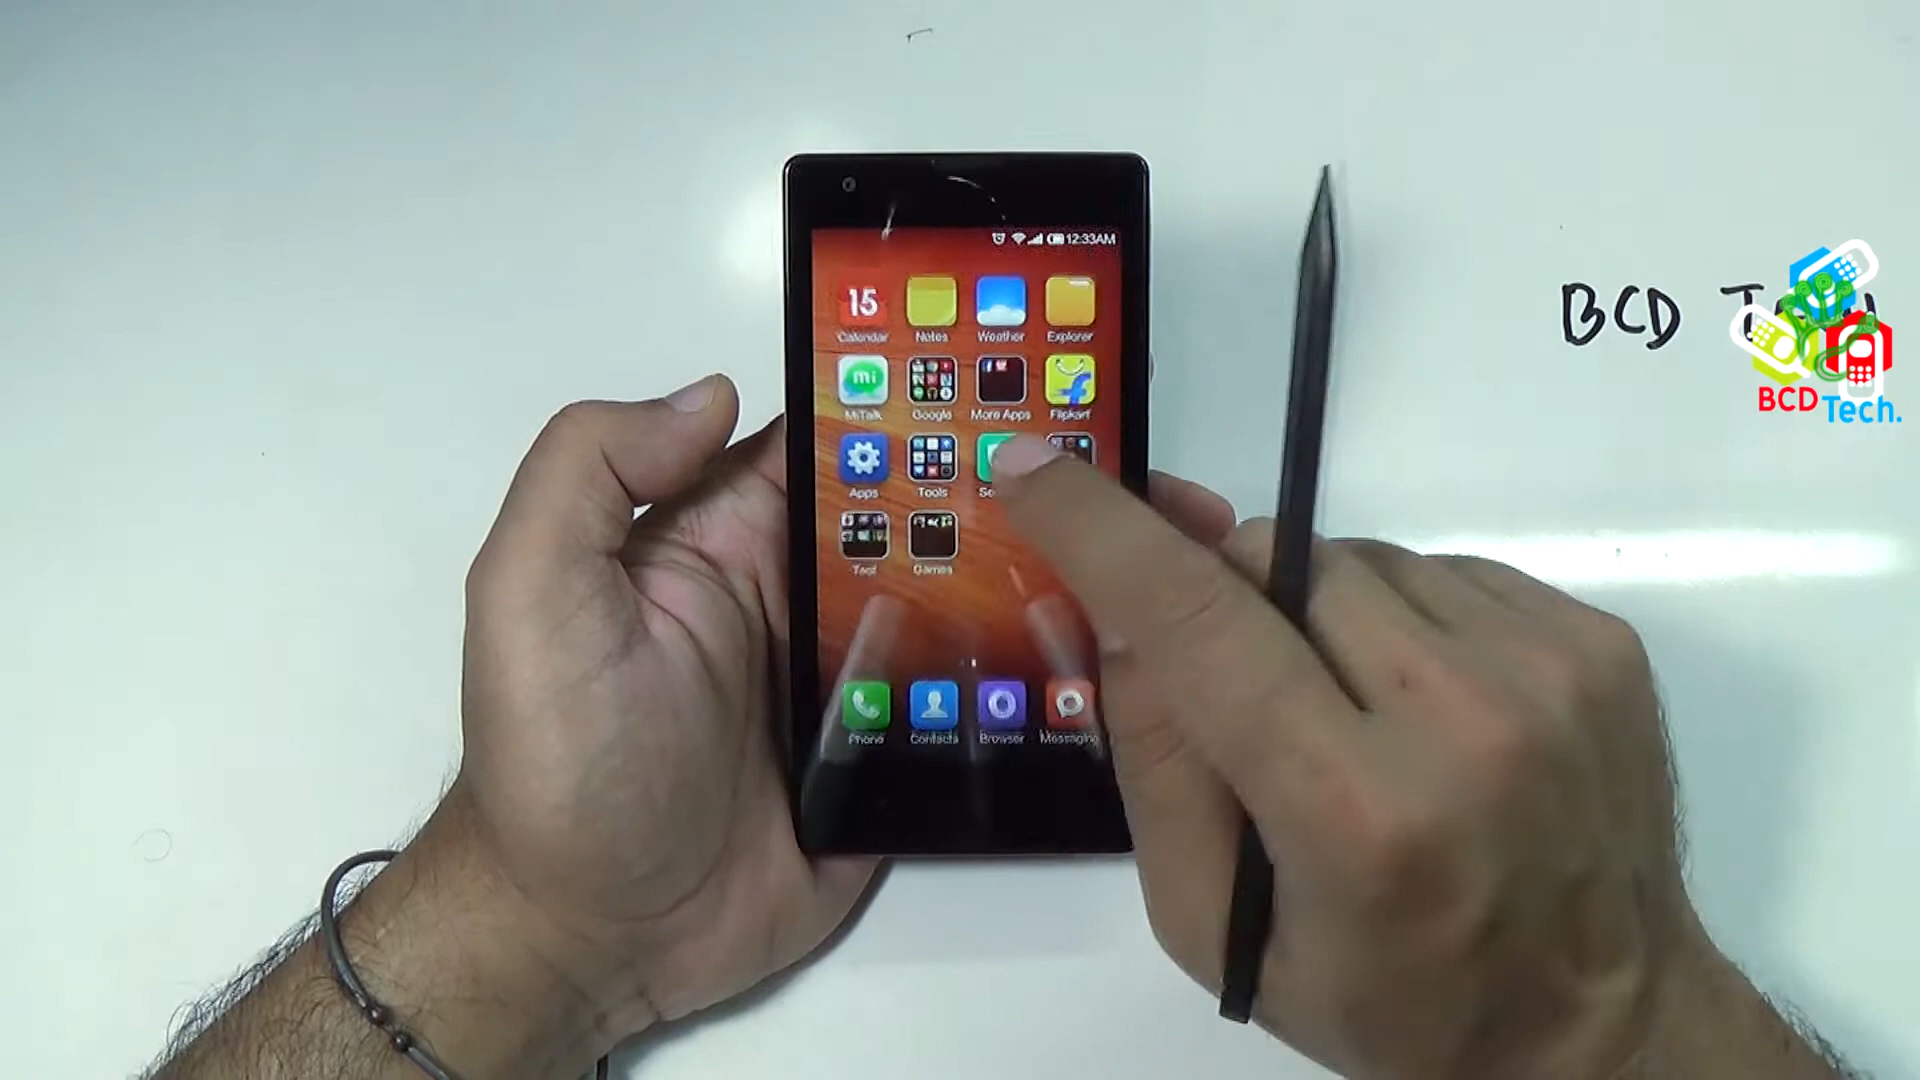 12:33AM
15
Calendar Notes Weather Explorer
mi
MiTalk Google More Apps Flipkart
Apps Tools
Games
Phone Contacts Browser Messaging
BCD
BCD Tech.